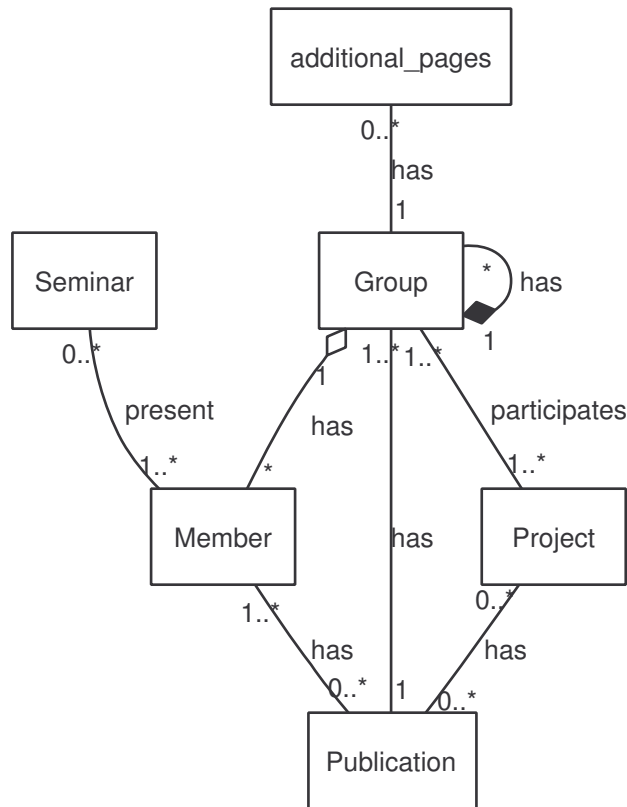 additional_pages
0..*
has
1
Seminar
Group
*
has
1
0..*
1
1..*
1..*
present
has
participates
1..*
*
1..*
Member
has
Project
1..*
0..*
has
has
0..*
1
0..*
Publication